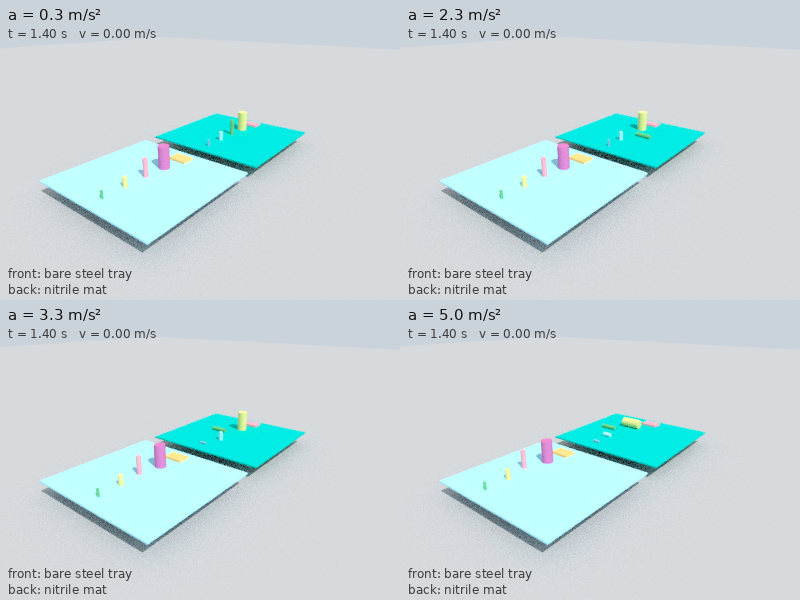 a = 0.3 m/s²
t = 1.40 s   v = 0.00 m/s
front: bare steel tray
back: nitrile mat
a = 2.3 m/s²
t = 1.40 s   v = 0.00 m/s
front: bare steel tray
back: nitrile mat
a = 3.3 m/s²
t = 1.40 s   v = 0.00 m/s
front: bare steel tray
back: nitrile mat
a = 5.0 m/s²
t = 1.40 s   v = 0.00 m/s
front: bare steel tray
back: nitrile mat